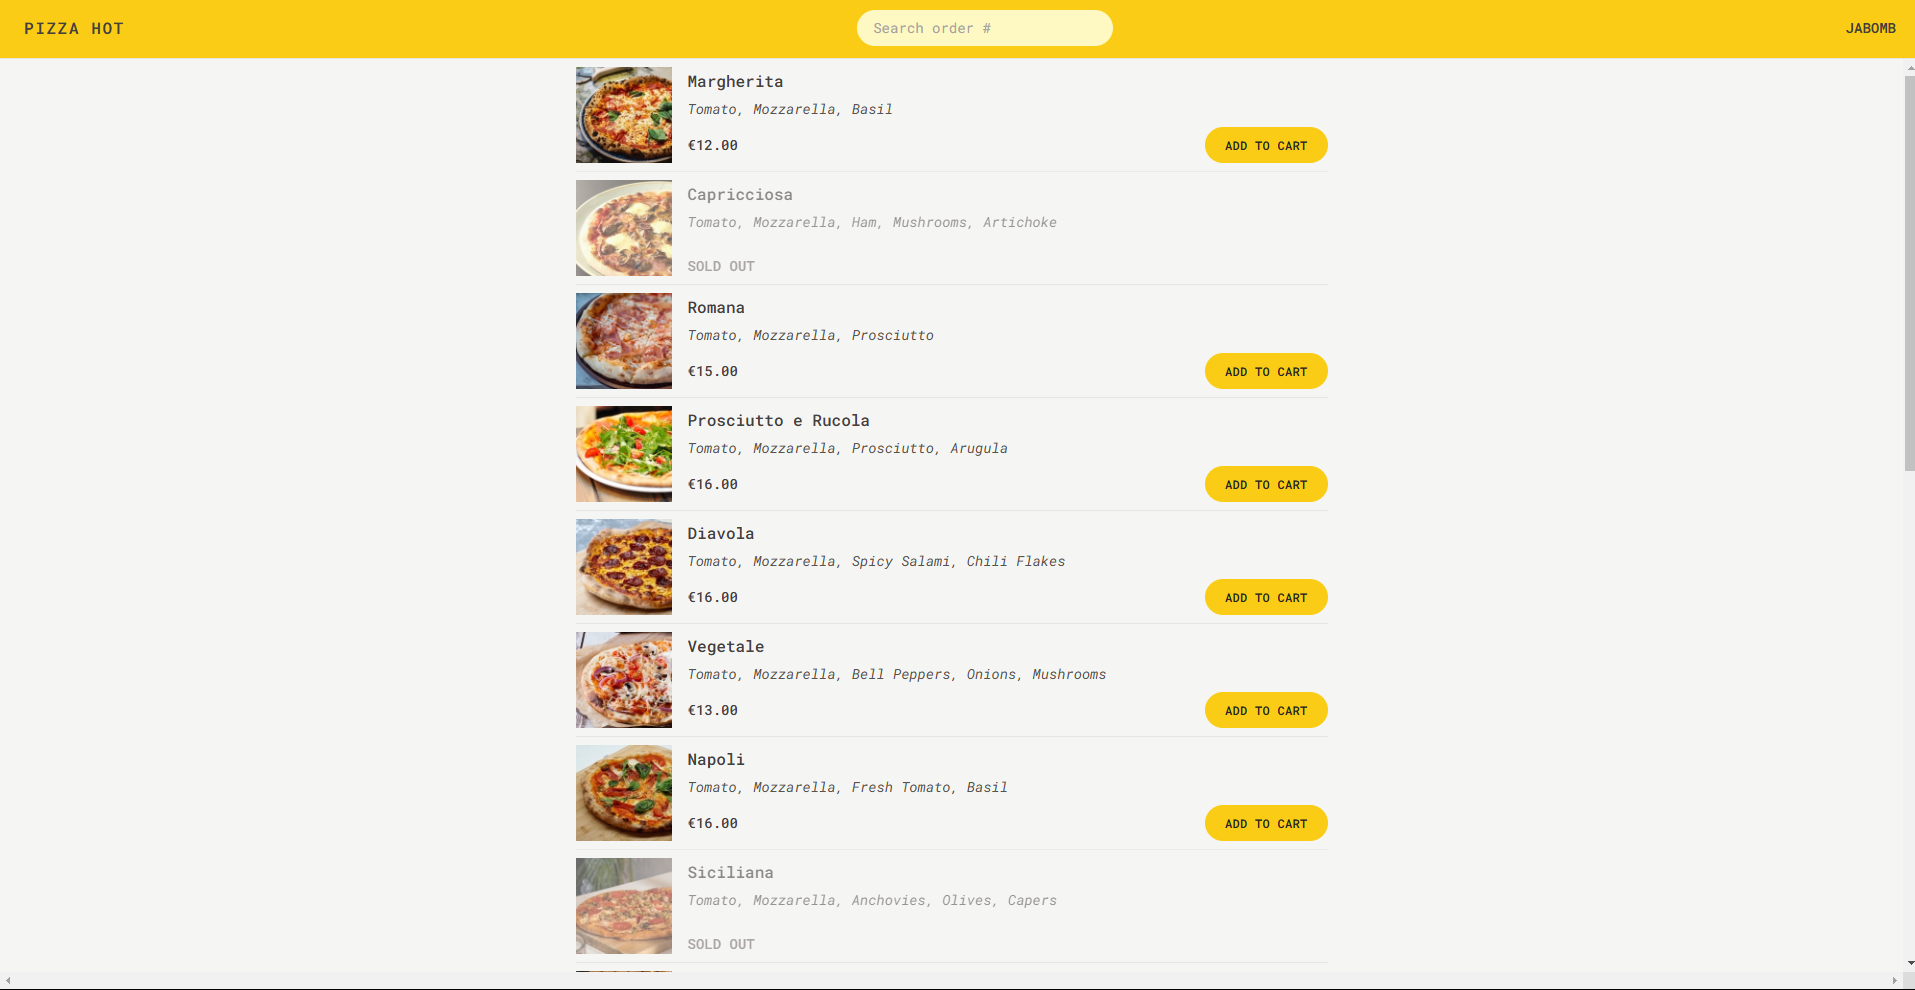 PIZZA HOT
Search order #
JABOMB
Margherita
Tomato, Mozzarella, Basil
€12.00
ADD TO CART
Capricciosa
Tomato, Mozzarella, Ham, Mushrooms, Artichoke
SOLD OUT
Romana
Tomato, Mozzarella, Prosciutto
€15.00
ADD TO CART
Prosciutto e Rucola
Tomato, Mozzarella, Prosciutto, Arugula
€16.00
ADD TO CART
Diavola
Tomato, Mozzarella, Spicy Salami, Chili Flakes
€16.00
ADD TO CART
Vegetale
Tomato, Mozzarella, Bell Peppers, Onions, Mushrooms
€13.00
ADD TO CART
Napoli
Tomato, Mozzarella, Fresh Tomato, Basil
€16.00
ADD TO CART
Siciliana
Tomato, Mozzarella, Anchovies, Olives, Capers
SOLD OUT